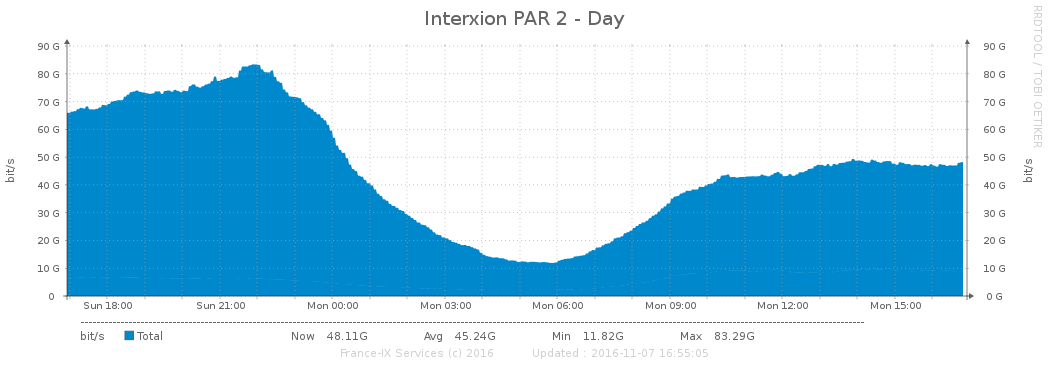 Interxion PAR 2 - Day
RRDTOOL / TOBI OETIKER
90 G 90 G
80 G 80 G
70 G 70 G
60 G 60 G
50 G 50 G
40 G 40 G
30 G 30 G
20 G 20 G
10 G 10 G
0 0 G
bit/s bit/s
Sun 18:00 Sun 21:00 Mon 00:00 Mon 03:00 Mon 06:00 Mon 09:00 Mon 12:00 Mon 15:00
bit/s Total Now 48.11G Avg 45.24G Min 11.82G Max 83.29G
France-IX Services (c) 2016 Updated : 2016-11-07 16:55:05